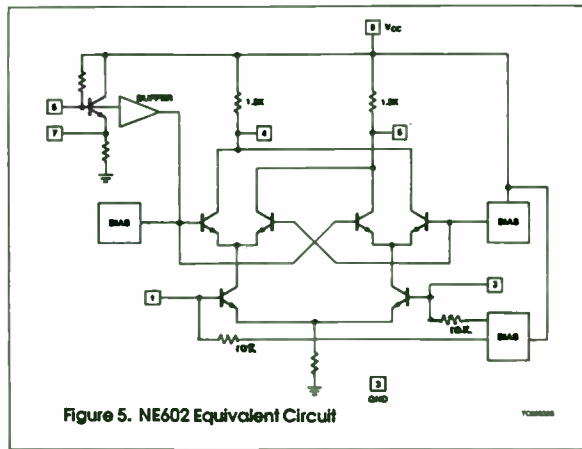 8 VCC
BUFFER
1.5K
1.5K
6
7
4
5
BIAS
BIAS
1
2
10K
10K
BIAS
3
GND
Figure 5. NE602 Equivalent Circuit